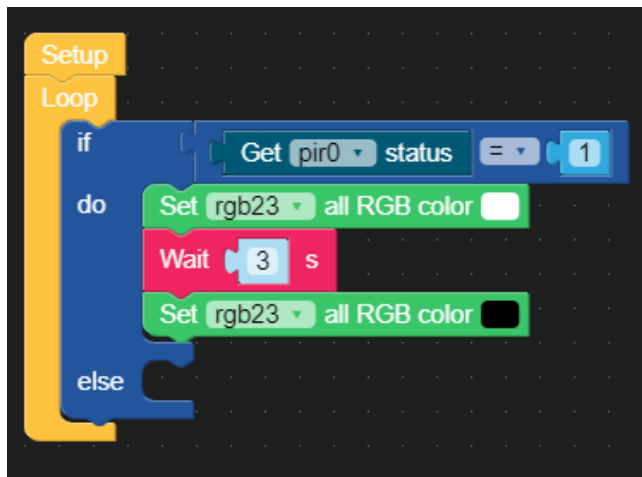 Setup
Loop
if Get pir0 status = 1
do Set rgb23 all RGB color
Wait 3 s
Set rgb23 all RGB color
else